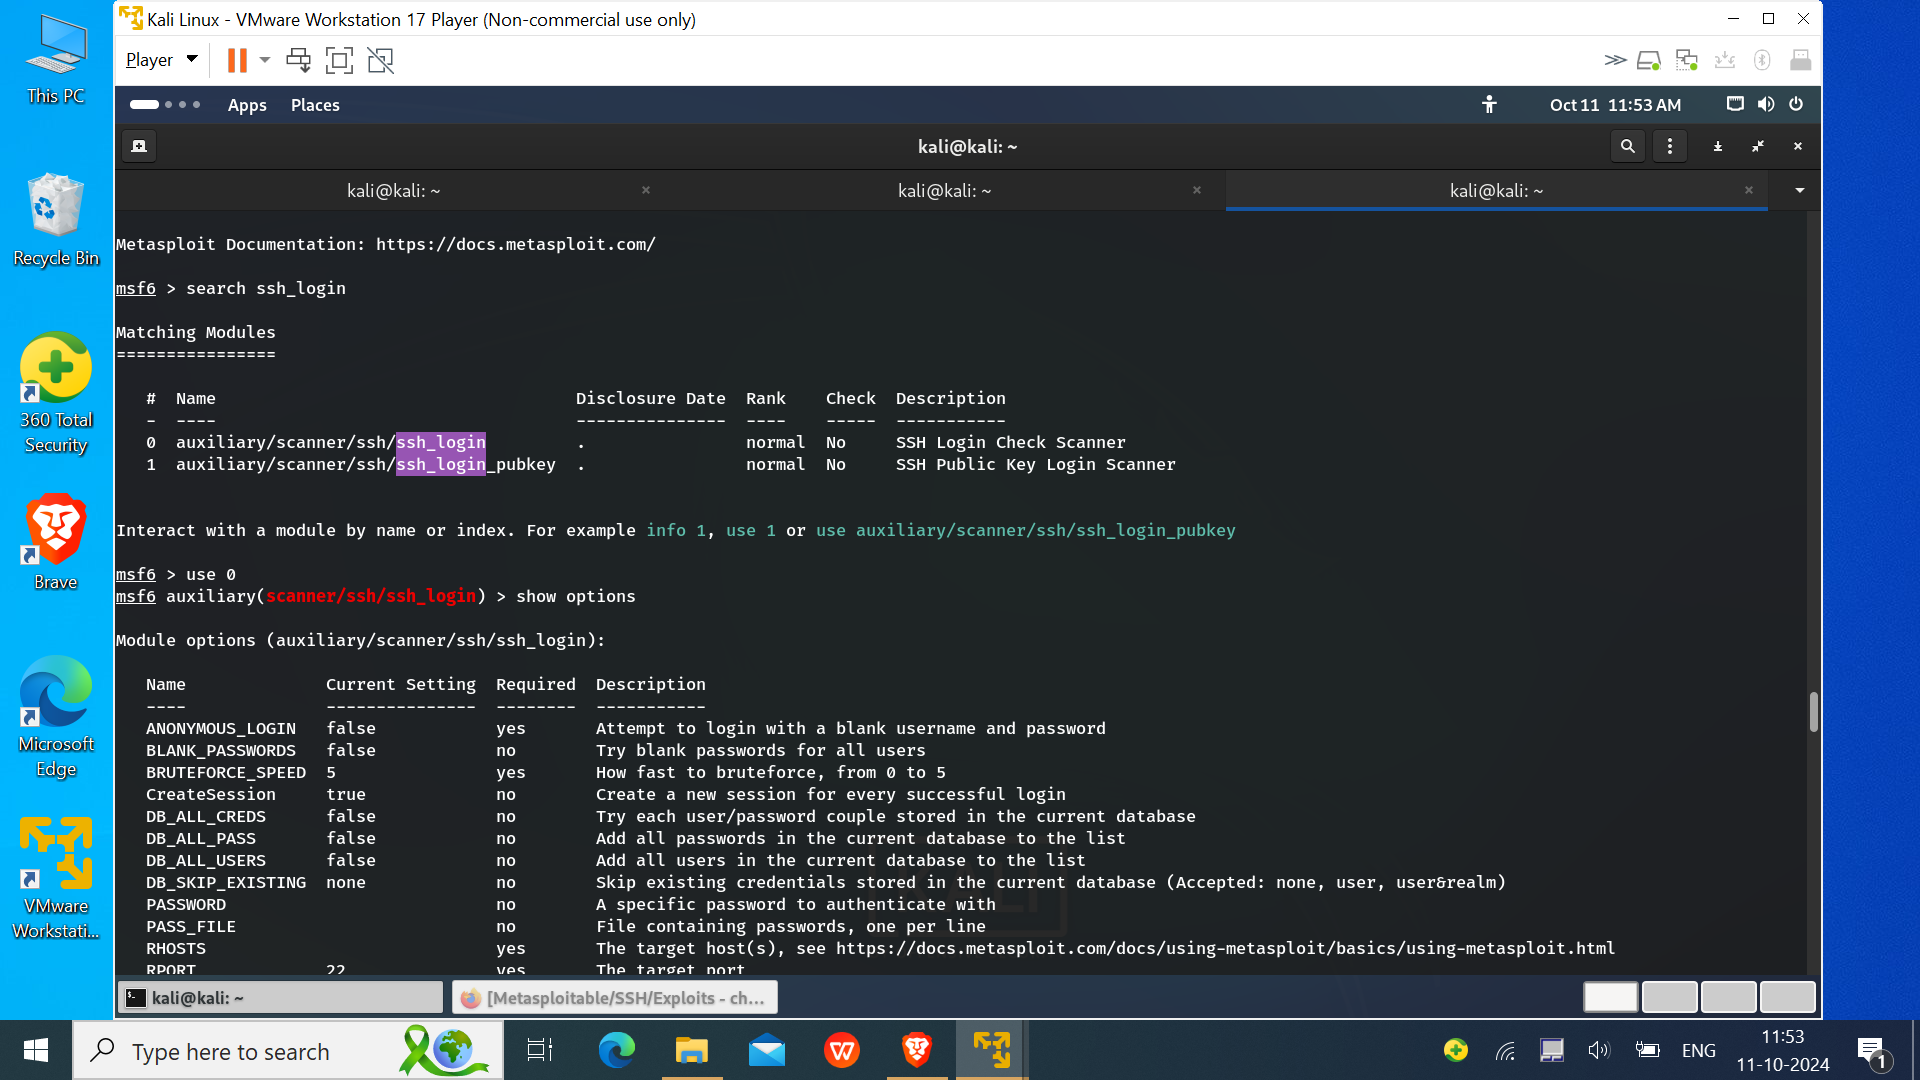 Kali Linux - VMware Workstation 17 Player (Non-commercial use only)
Player
This PC
Recycle Bin
360 Total
Security
Brave
Microsoft
Edge
VMware
Workstati...
Apps Places
Oct 11 11:53 AM
kali@kali: ~
kali@kali: ~ kali@kali: ~ kali@kali: ~
Metasploit Documentation: https://docs.metasploit.com/
msf6 > search ssh_login
Matching Modules
================
# Name Disclosure Date Rank Check Description
- ---- --------------- ---- ----- -----------
0 auxiliary/scanner/ssh/ssh_login . normal No SSH Login Check Scanner
1 auxiliary/scanner/ssh/ssh_login_pubkey . normal No SSH Public Key Login Scanner
Interact with a module by name or index. For example info 1, use 1 or use auxiliary/scanner/ssh/ssh_login_pubkey
msf6 > use 0
msf6 auxiliary(scanner/ssh/ssh_login) > show options
Module options (auxiliary/scanner/ssh/ssh_login):
Name Current Setting Required Description
---- --------------- -------- -----------
ANONYMOUS_LOGIN false yes Attempt to login with a blank username and password
BLANK_PASSWORDS false no Try blank passwords for all users
BRUTEFORCE_SPEED 5 yes How fast to bruteforce, from 0 to 5
CreateSession true no Create a new session for every successful login
DB_ALL_CREDS false no Try each user/password couple stored in the current database
DB_ALL_PASS false no Add all passwords in the current database to the list
DB_ALL_USERS false no Add all users in the current database to the list
DB_SKIP_EXISTING none no Skip existing credentials stored in the current database (Accepted: none, user, user&realm)
PASSWORD no A specific password to authenticate with
PASS_FILE no File containing passwords, one per line
RHOSTS yes The target host(s), see https://docs.metasploit.com/docs/using-metasploit/basics/using-metasploit.html
RPORT 22 yes The target port
kali@kali: ~ [Metasploitable/SSH/Exploits - ch...
Type here to search
ENG
11:53
11-10-2024
1